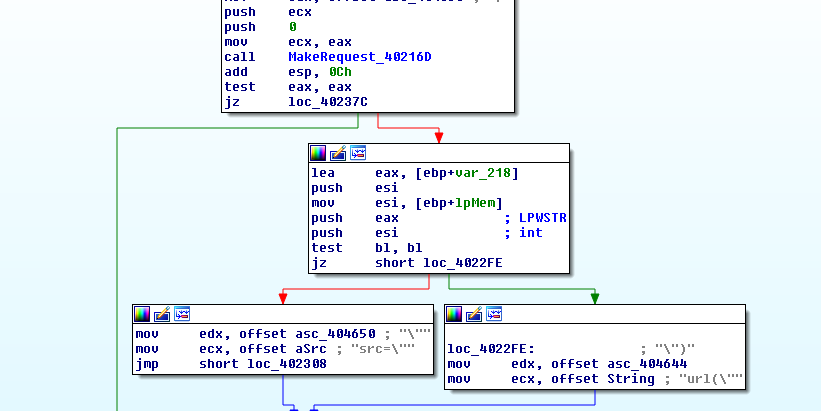 push ecx
push 0
mov ecx, eax
call MakeRequest_40216D
add esp, 0Ch
test eax, eax
jz loc_40237C
lea eax, [ebp+var_218]
push esi
mov esi, [ebp+lpMem]
push eax ; LPWSTR
push esi ; int
test bl, bl
jz short loc_4022FE
mov edx, offset asc_404650 ; "\""
mov ecx, offset aSrc ; "src=\""
jmp short loc_402308
loc_4022FE: ; "\")"
mov edx, offset asc_404644
mov ecx, offset String ; "url(\""